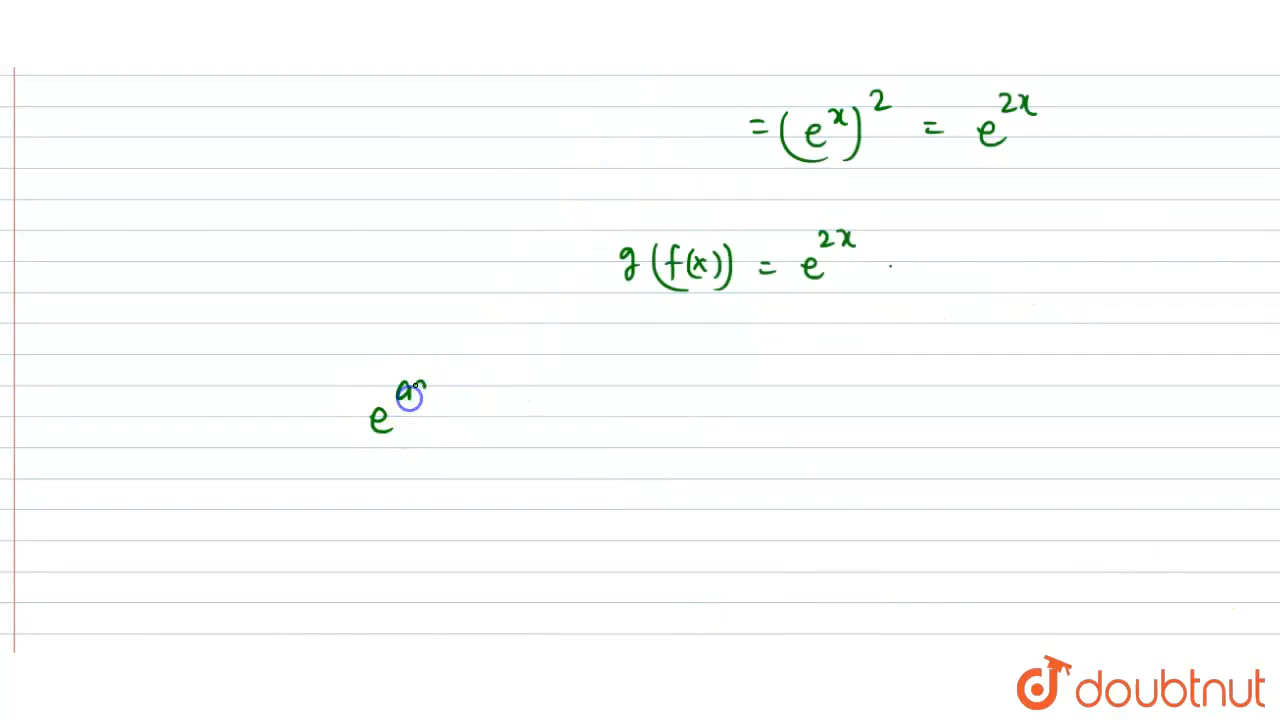 = (e^x)^2 = e^{2x}
g(f(x)) = e^{2x}
e^a
doubtnut